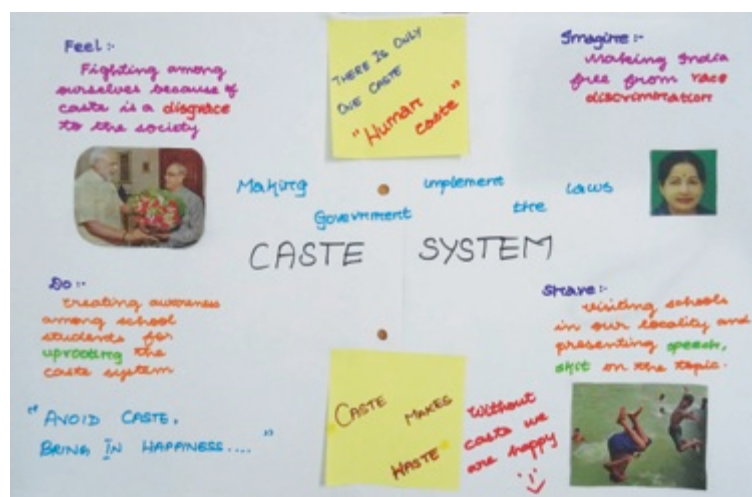 Feel :-
Fighting among
ourselves because of
caste is a disgrace
to the society
THERE IS ONLY
ONE CASTE
"Human
caste"
Imagine :-
Making India
free from race
discrimination
Making Government implement the laws
CASTE SYSTEM
Do :-
creating awareness
among school
students for
uprooting the
caste system
"AVOID CASTE,
BRING IN HAPPINESS...."
CASTE MAKES
HASTE
Without
caste we
are happy
Share :-
visiting schools
in our locality and
presenting speech,
skit on the topic.